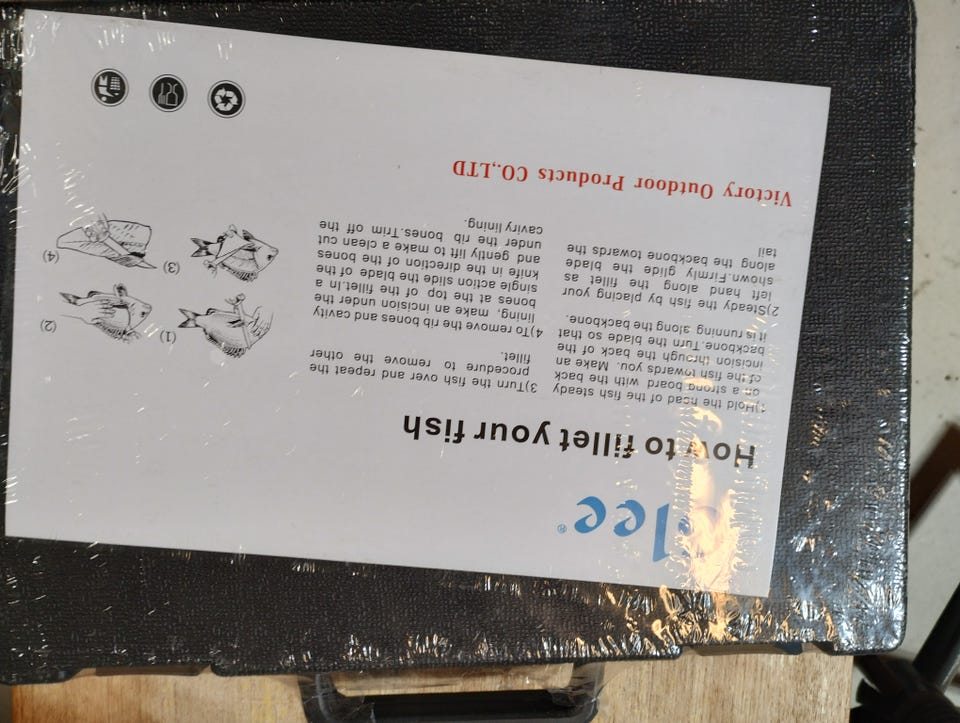 How to fillet your fish
1)Hold the head of the fish steady
on a strong board with the back
of the fish towards you. Make an
incision through the back of the
backbone.Turn the blade so that
it is running along the backbone.
2)Steady the fish by placing your
left hand along the fillet as
shown.Firmly glide the blade
along the backbone towards the
tail
3)Turn the fish over and repeat the
procedure to remove the other
fillet.
4)To remove the rib bones and cavity
lining, make an incision under the
bones at the top of the fillet.In a
single action slide the blade of the
knife in the direction of the bones
and gently to lift to make a clean cut
under the rib bones.Trim off the
caviry lining.
(1)
(2)
(3)
(4)
Victory Outdoor Products CO.,LTD